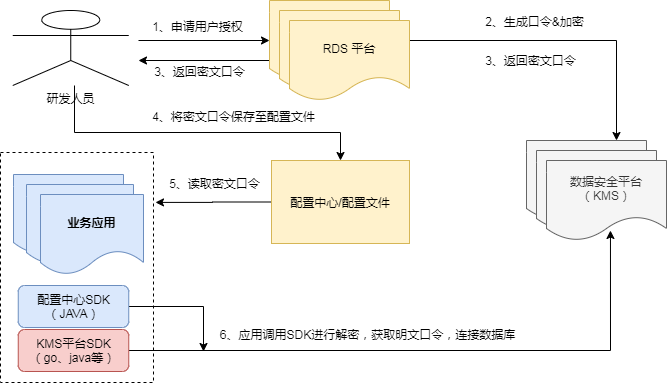 1、申请用户授权
2、生成口令&加密
RDS 平台
3、返回密文口令
3、返回密文口令
研发人员
4、将密文口令保存至配置文件
5、读取密文口令
数据安全平台
（KMS）
配置中心/配置文件
业务应用
配置中心SDK
（JAVA）
6、应用调用SDK进行解密，获取明文口令，连接数据库
KMS平台SDK
（go、java等）